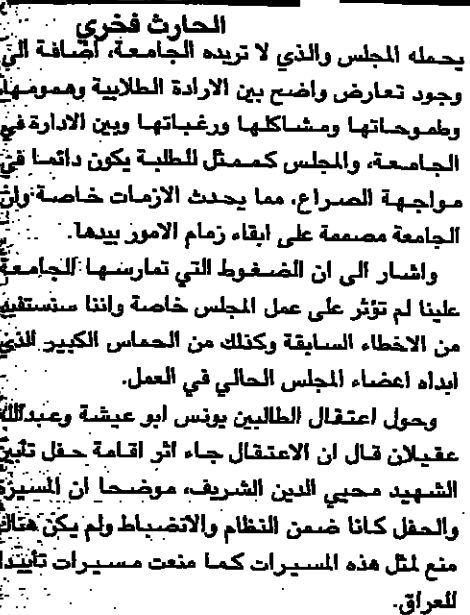 الحارث فخري
يحمله المجلس والذي لا تريده الجامعة، اضافة الى
وجود تعارض واضح بين الارادة الطلابية وهمومها
وطموحاتها ومشاكلها ورغباتها وبين الادارة في
الجامعة، والمجلس كممثل للطلبة يكون دائما في
مواجهة الصراع، مما يحدث الازمات خاصة وان
الجامعة مصممة على ابقاء زمام الامور بيدها.
واشار الى ان الضغوط التي تمارسها الجامعة
علينا لم تؤثر على عمل المجلس خاصة واننا سنستفيد
من الاخطاء السابقة وكذلك من الحماس الكبير الذي
ابداه اعضاء المجلس الحالي في العمل.
وحول اعتقال الطالبين يونس ابو عيشة وعبدالله
عقيلان قال ان الاعتقال جاء اثر اقامة حفل تأبين
الشهيد محيي الدين الشريف، موضحا ان المسيرة
والحفل كانا ضمن النظام والانضباط ولم يكن هناك
منع لمثل هذه المسيرات كما منعت مسيرات تأييدا
للعراق.